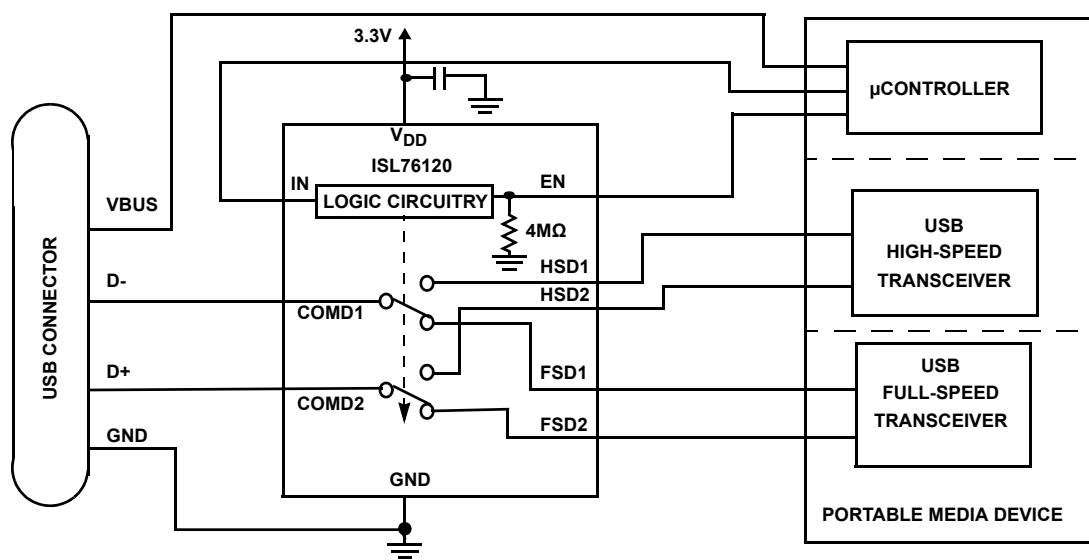 3.3V
µCONTROLLER
VDD
ISL76120
IN
LOGIC CIRCUITRY
EN
4MΩ
VBUS
USB CONNECTOR
D-
D+
GND
COMD1
COMD2
HSD1
HSD2
FSD1
FSD2
GND
USB
HIGH-SPEED
TRANSCEIVER
USB
FULL-SPEED
TRANSCEIVER
PORTABLE MEDIA DEVICE